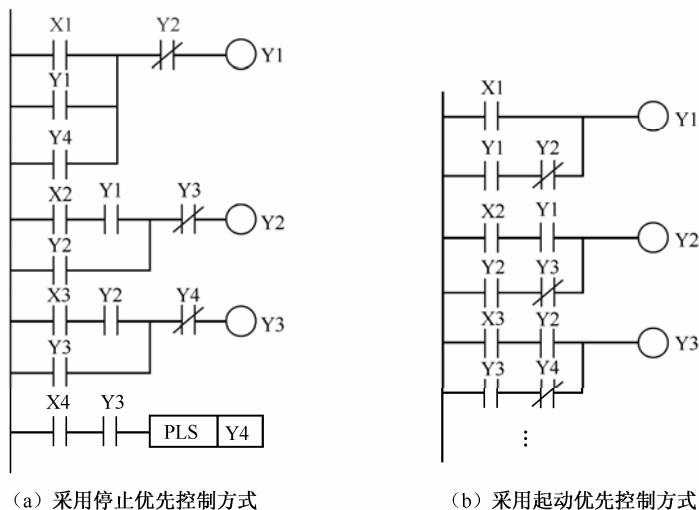 X1 Y2
Y1
Y1
Y4
X2 Y1 Y3
Y2
Y2
X3 Y2 Y4
Y3
Y3
X4 Y3
PLS Y4
(a) 采用停止优先控制方式
X1
Y1
Y1 Y2
X2 Y1
Y2
Y2 Y3
X3 Y2
Y3
Y3 Y4
⋮
(b) 采用起动优先控制方式